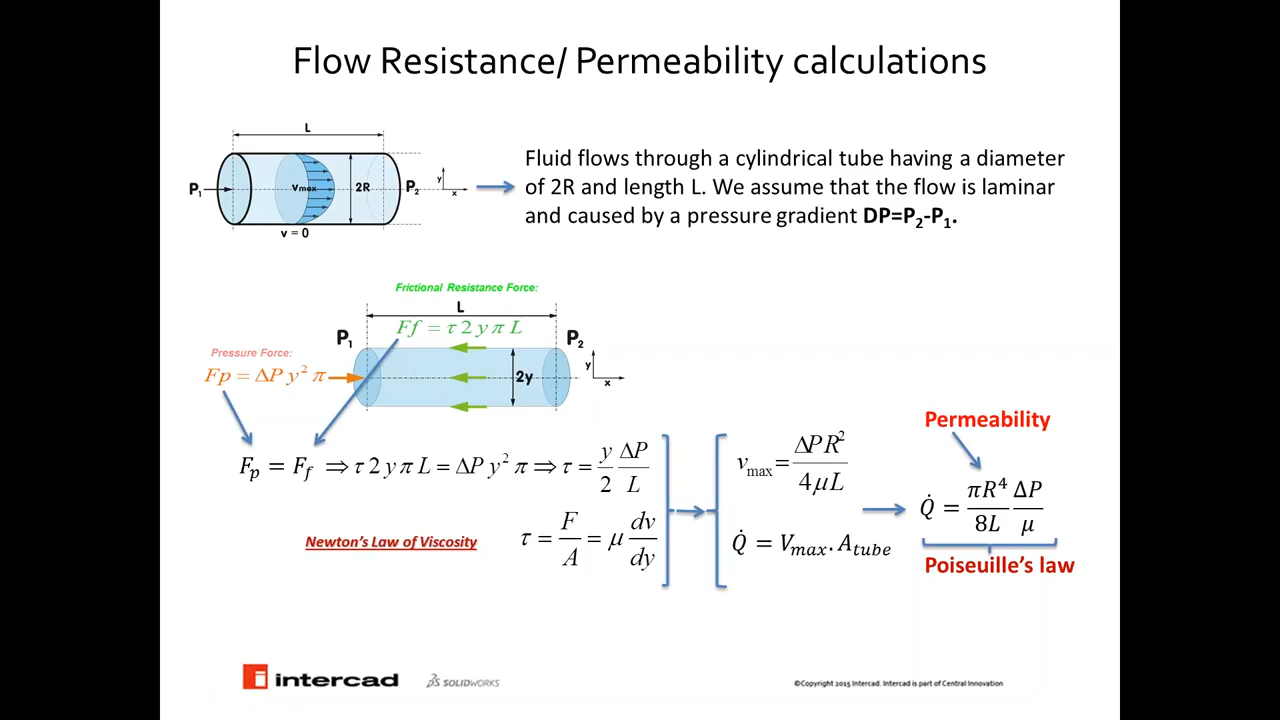 Flow Resistance/ Permeability calculations
L
P1
vmax
2R
P2
y
x
v = 0
Fluid flows through a cylindrical tube having a diameter
of 2R and length L. We assume that the flow is laminar
and caused by a pressure gradient DP=P2-P1.
Frictional Resistance Force:
L
Ff = τ 2 y π L
P1
P2
Pressure Force:
Fp = ΔP y² π
2y
y
x
Permeability
Fp = Ff ⇒ τ 2 y π L = ΔP y² π ⇒ τ = y/2 ΔP/L
vmax = ΔPR²/4μL
Q̇ = πR⁴/8L ΔP/μ
Newton's Law of Viscosity
τ = F/A = μ dv/dy
Q̇ = Vmax . Atube
Poiseuille's law
intercad
SOLIDWORKS
©Copyright 2015 Intercad. Intercad is part of Central Innovation